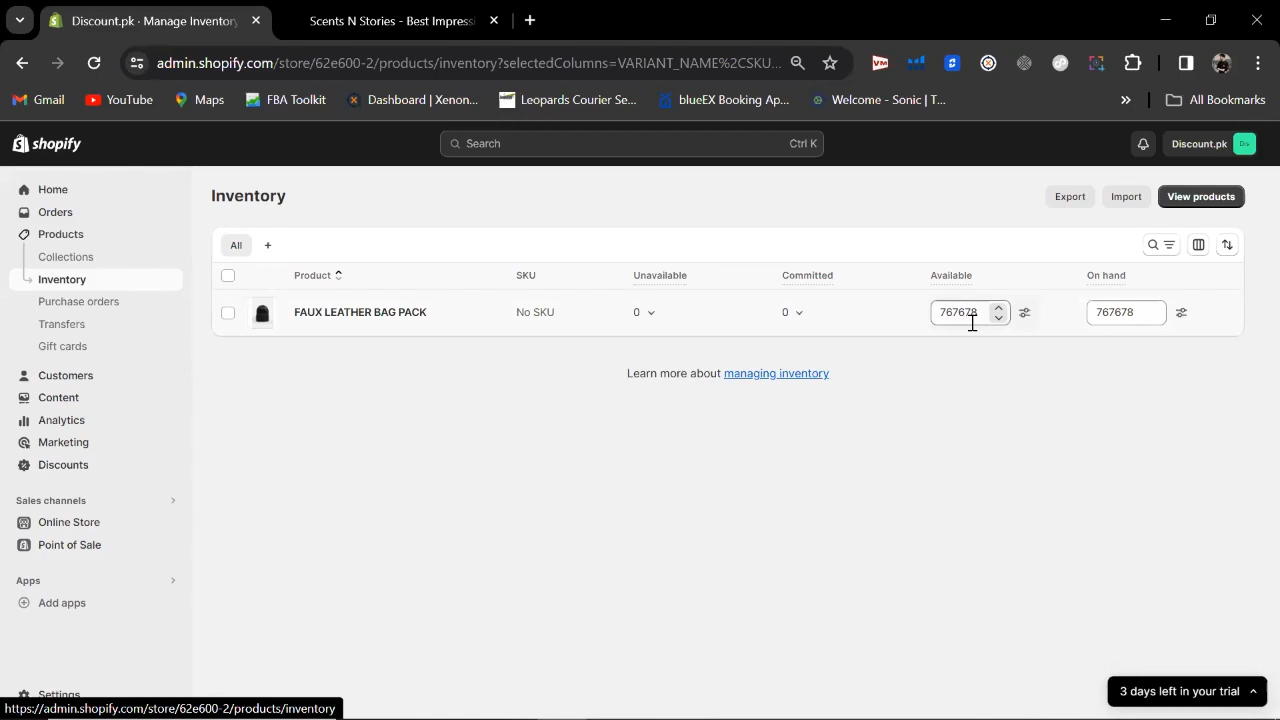 Discount.pk · Manage Inventory
Scents N Stories - Best Impressi
admin.shopify.com/store/62e600-2/products/inventory?selectedColumns=VARIANT_NAME%2CSKU...
Gmail
YouTube
Maps
FBA Toolkit
Dashboard | Xenon...
Leopards Courier Se...
blueEX Booking Ap...
Welcome - Sonic | T...
All Bookmarks
shopify
Search
Ctrl K
Discount.pk
Home
Orders
Products
Collections
Inventory
Purchase orders
Transfers
Gift cards
Customers
Content
Analytics
Marketing
Discounts
Sales channels
Online Store
Point of Sale
Apps
Add apps
Settings
Inventory
Export
Import
View products
All
Product
SKU
Unavailable
Committed
Available
On hand
FAUX LEATHER BAG PACK
No SKU
0
0
767678
767678
Learn more about managing inventory
3 days left in your trial
https://admin.shopify.com/store/62e600-2/products/inventory